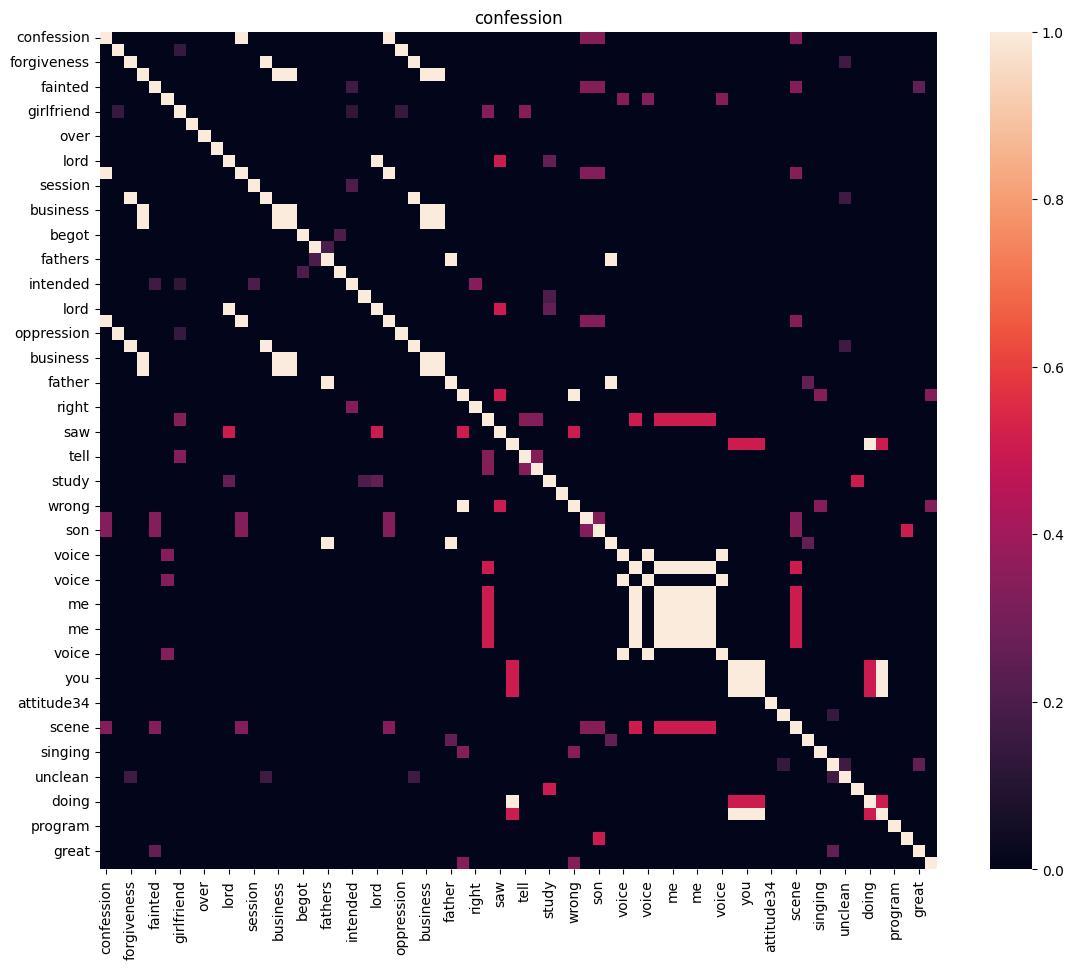 confession
confession
forgiveness
fainted
girlfriend
over
lord
session
business
begot
fathers
intended
lord
oppression
business
father
right
saw
tell
study
wrong
son
voice
voice
me
me
voice
you
attitude34
scene
singing
unclean
doing
program
great
1.0
0.8
0.6
0.4
0.2
0.0
confession
forgiveness
fainted
girlfriend
over
lord
session
business
begot
fathers
intended
lord
oppression
business
father
right
saw
tell
study
wrong
son
voice
voice
me
me
voice
you
attitude34
scene
singing
unclean
doing
program
great